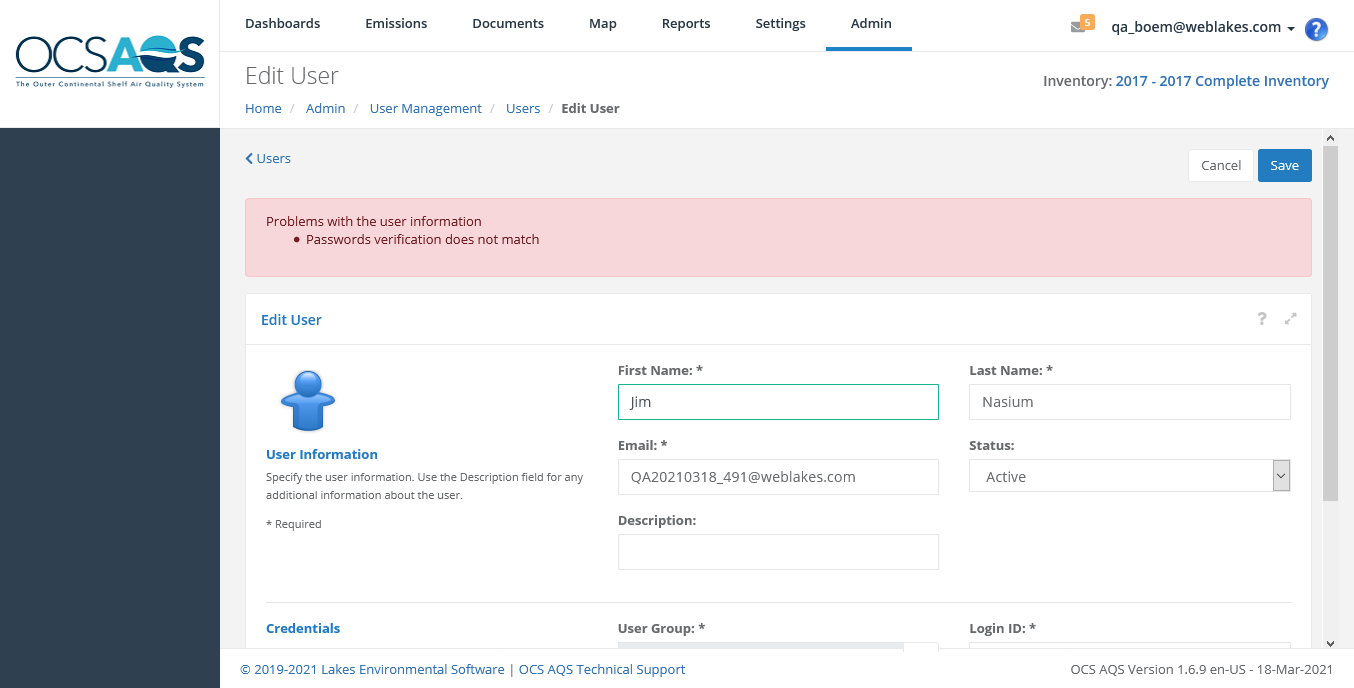 Dashboards Emissions Documents Map Reports Settings Admin 5 qa_boem@weblakes.com ?
OCSAQS
The Outer Continental Shelf Air Quality System
Edit User
Inventory: 2017 - 2017 Complete Inventory
Home / Admin / User Management / Users / Edit User
Users
Cancel Save
Problems with the user information
• Passwords verification does not match
Edit User ?
First Name: * Last Name: *
Jim Nasium
Email: * Status:
User Information
QA20210318_491@weblakes.com Active
Specify the user information. Use the Description field for any
additional information about the user.
* Required
Description:
Credentials User Group: * Login ID: *
© 2019-2021 Lakes Environmental Software | OCS AQS Technical Support OCS AQS Version 1.6.9 en-US - 18-Mar-2021